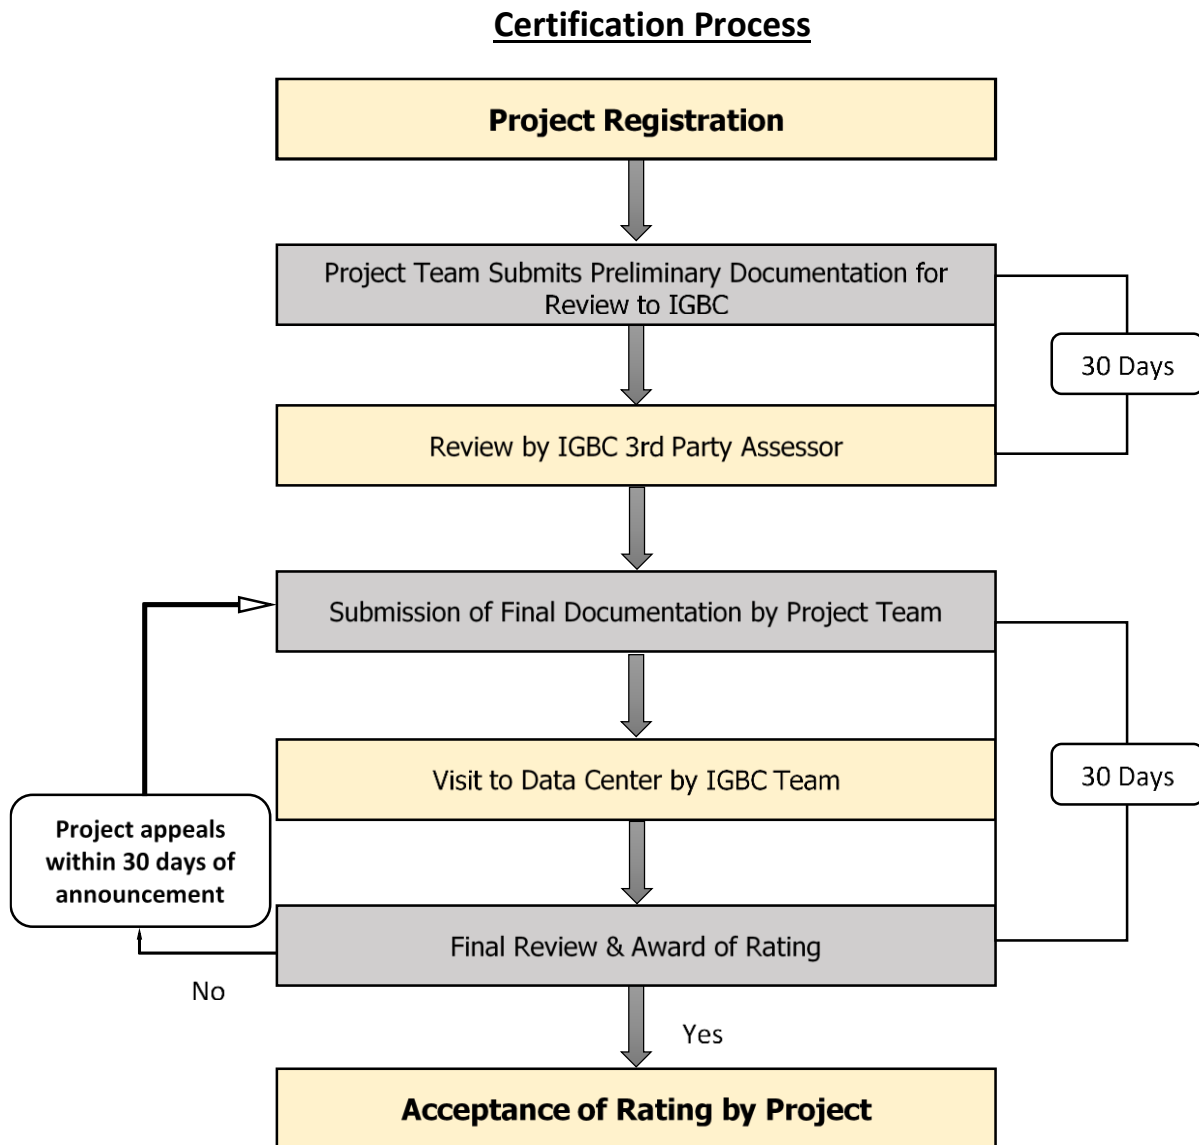 Certification Process
Project Registration
Project Team Submits Preliminary Documentation for
Review to IGBC
30 Days
Review by IGBC 3rd Party Assessor
Submission of Final Documentation by Project Team
Visit to Data Center by IGBC Team
30 Days
Project appeals
within 30 days of
announcement
Final Review & Award of Rating
No
Yes
Acceptance of Rating by Project